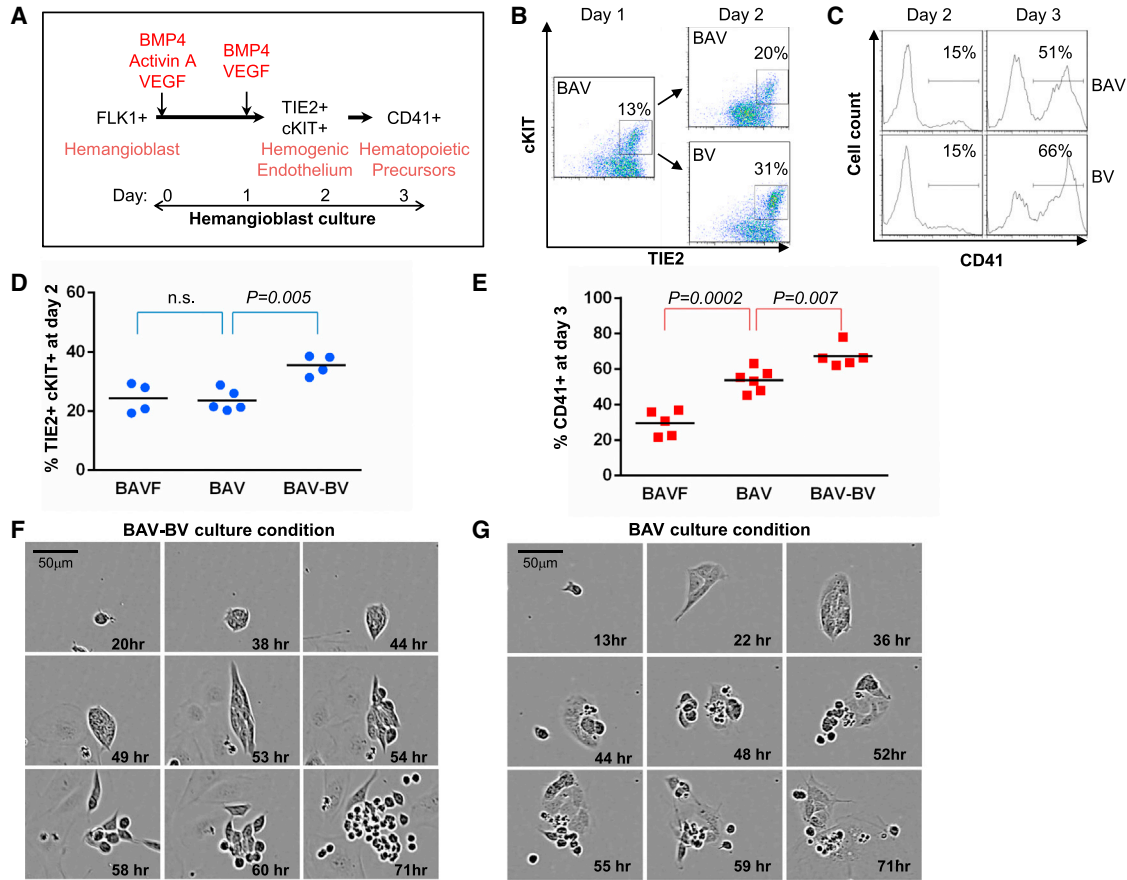 A
BMP4
Activin A
VEGF
BMP4
VEGF
FLK1+
TIE2+
cKIT+
CD41+
Hemangioblast
Hemogenic
Endothelium
Hematopoietic
Precursors
Day: 0 1 2 3
Hemangioblast culture
B
Day 1
Day 2
BAV
13%
BAV
20%
BV
31%
cKIT
TIE2
C
Day 2
Day 3
15%
51%
BAV
15%
66%
BV
Cell count
CD41
D
% TIE2+ cKIT+ at day 2
60
40
20
0
n.s.
P=0.005
BAVF
BAV
BAV-BV
E
% CD41+ at day 3
100
80
60
40
20
0
P=0.0002
P=0.007
BAVF
BAV
BAV-BV
F
BAV-BV culture condition
50μm
20hr
38 hr
44 hr
49 hr
53 hr
54 hr
58 hr
60 hr
71hr
G
BAV culture condition
50μm
13hr
22 hr
36 hr
44 hr
48 hr
52hr
55 hr
59 hr
71hr